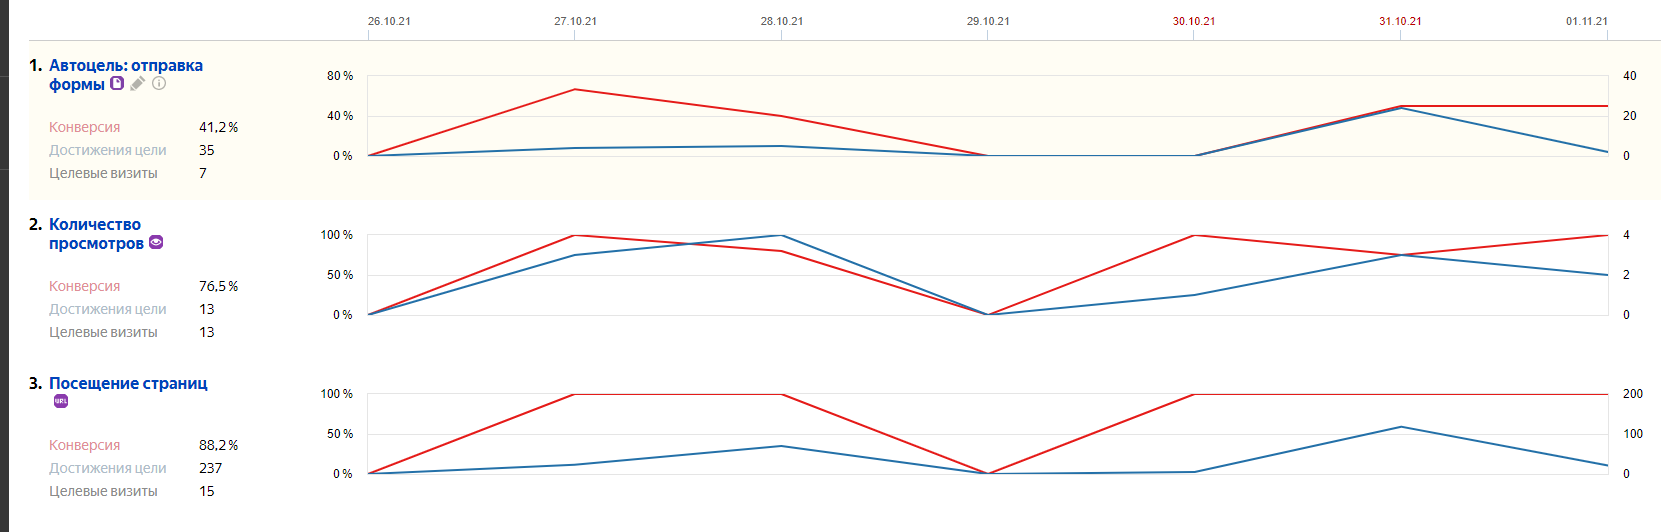 26.10.21 27.10.21 28.10.21 29.10.21 30.10.21 31.10.21 01.11.21
1. Автоцель: отправка
формы
Конверсия 41,2 %
Достижения цели 35
Целевые визиты 7
80 % 40
40 % 20
0 % 0
2. Количество
просмотров
Конверсия 76,5 %
Достижения цели 13
Целевые визиты 13
100 % 4
50 % 2
0 % 0
3. Посещение страниц
URL
Конверсия 88,2 %
Достижения цели 237
Целевые визиты 15
100 % 200
50 % 100
0 % 0